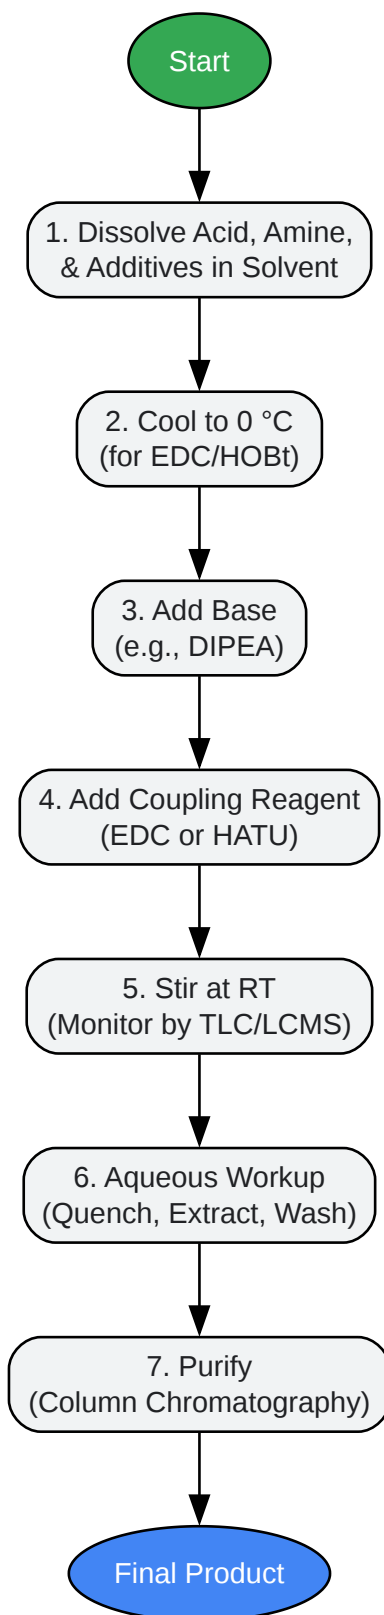 Start
1. Dissolve Acid, Amine,
& Additives in Solvent
2. Cool to 0 °C
(for EDC/HOBt)
3. Add Base
(e.g., DIPEA)
4. Add Coupling Reagent
(EDC or HATU)
5. Stir at RT
(Monitor by TLC/LCMS)
6. Aqueous Workup
(Quench, Extract, Wash)
7. Purify
(Column Chromatography)
Final Product